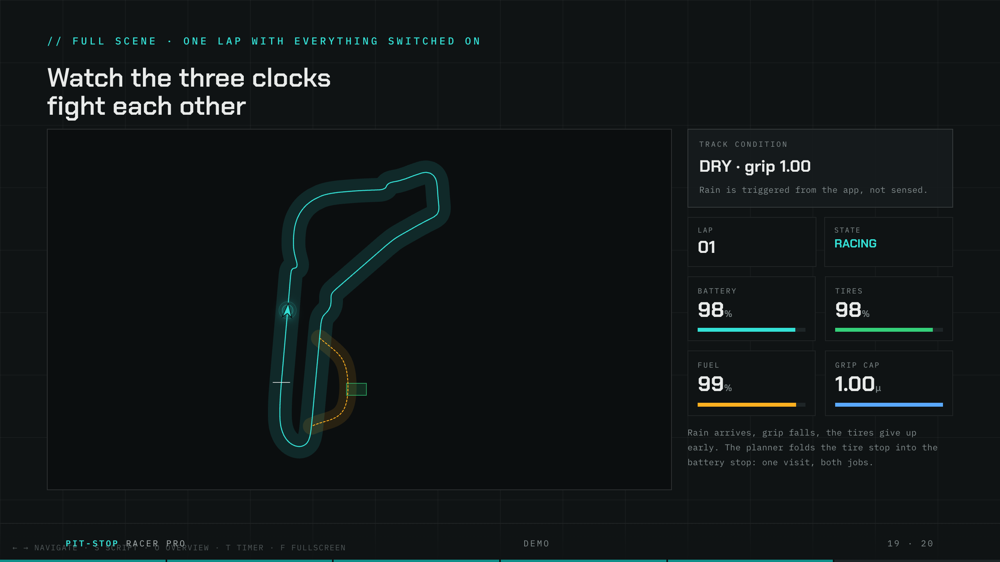 // FULL SCENE · ONE LAP WITH EVERYTHING SWITCHED ON
Watch the three clocks
fight each other
TRACK CONDITION
DRY · grip 1.00
Rain is triggered from the app, not sensed.
LAP
01
STATE
RACING
BATTERY
98%
TIRES
98%
FUEL
99%
GRIP CAP
1.00μ
Rain arrives, grip falls, the tires give up
early. The planner folds the tire stop into the
battery stop: one visit, both jobs.
PIT-STOP RACER PRO
DEMO
19 · 20
← → NAVIGATE · S SCRIPT · O OVERVIEW · T TIMER · F FULLSCREEN